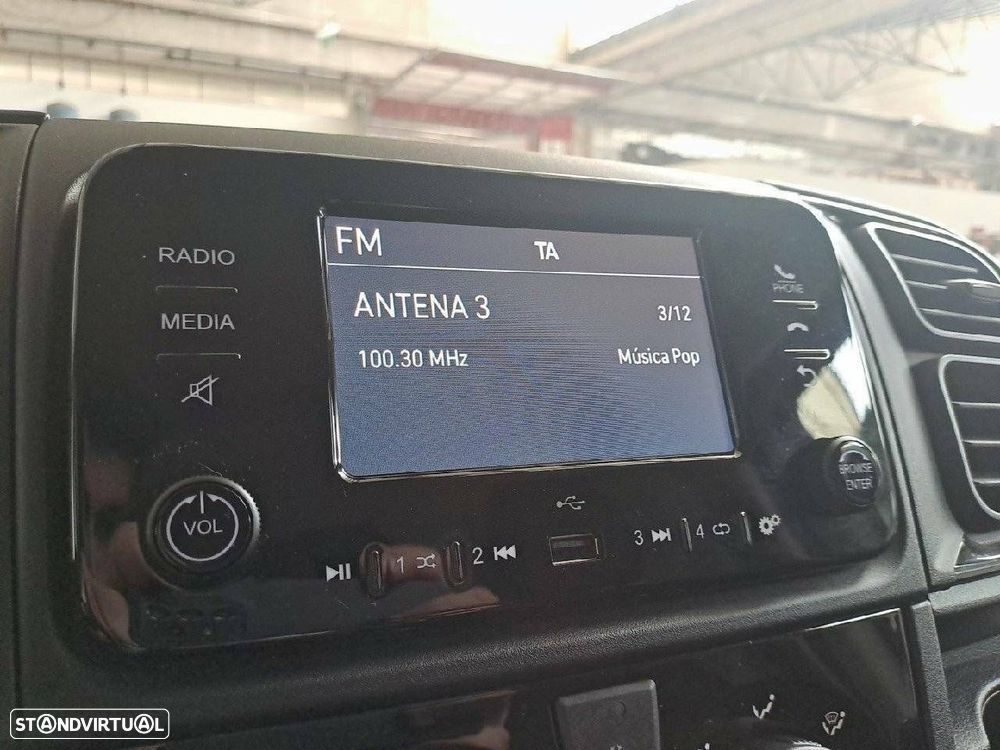 FM TA
ANTENA 3 3/12
100.30 MHz Música Pop
RADIO
MEDIA
PHONE
VOL
BROWSE
ENTER
1 2 3 4
STANDVIRTUAL